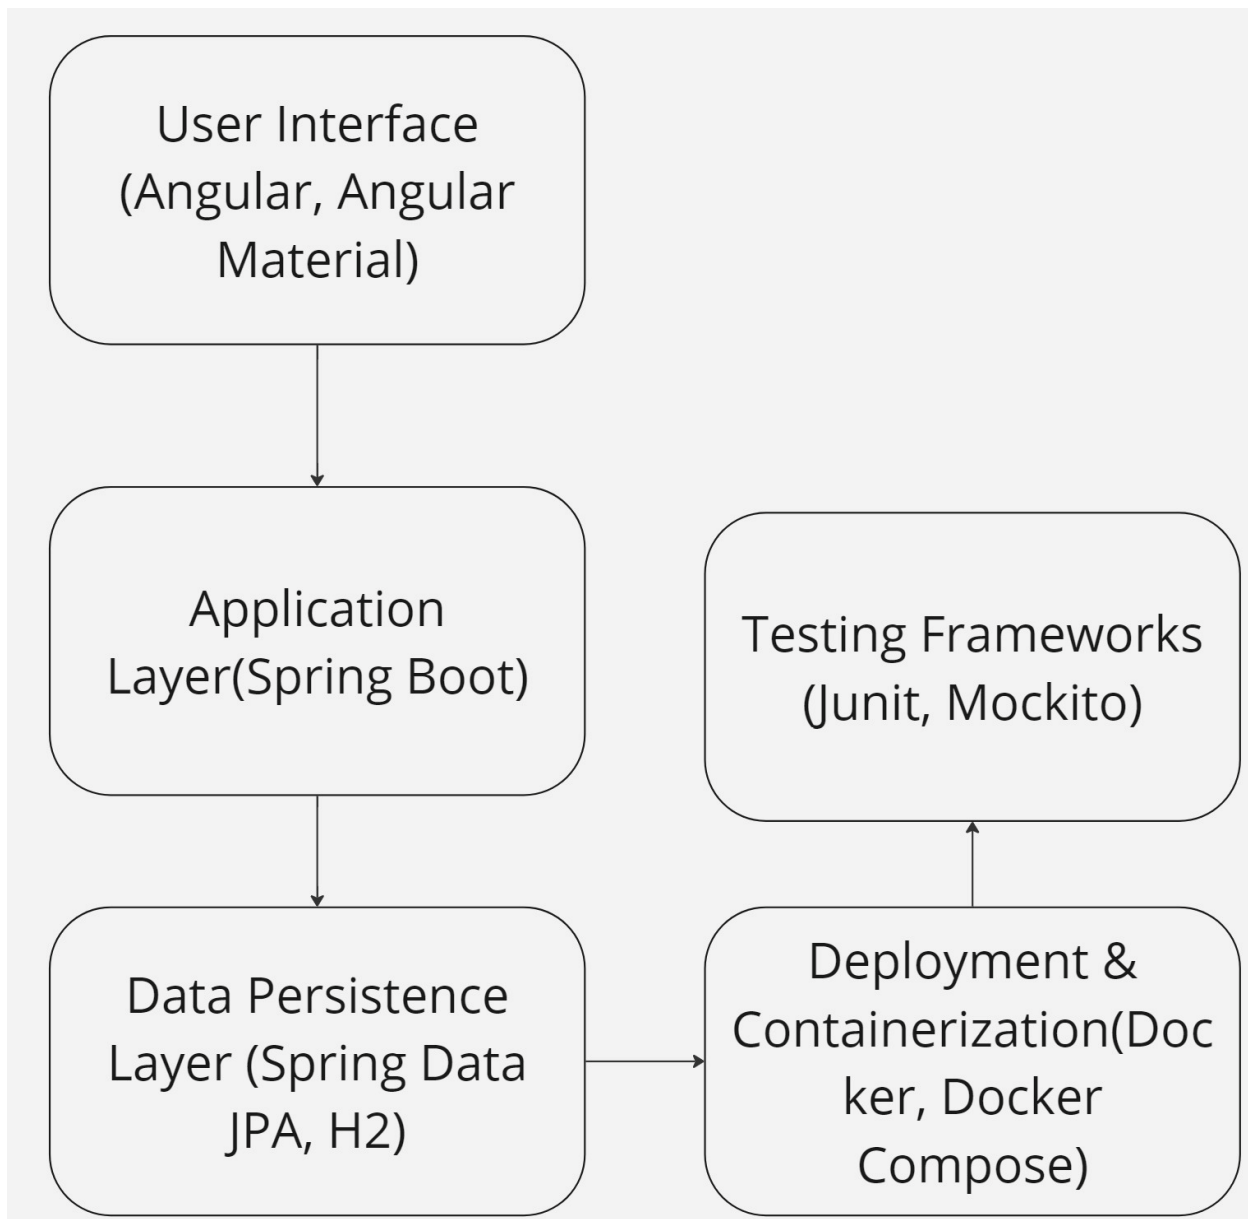 User Interface
(Angular, Angular
Material)
Application
Layer(Spring Boot)
Data Persistence
Layer (Spring Data
JPA, H2)
Deployment &
Containerization(Doc
ker, Docker
Compose)
Testing Frameworks
(Junit, Mockito)